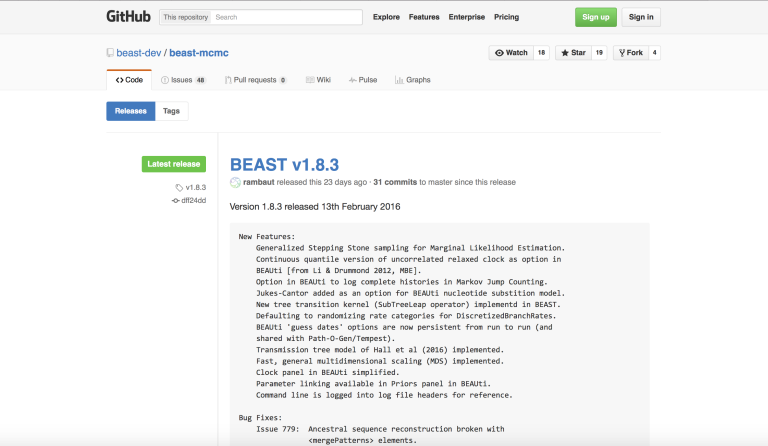 GitHub This repository Search Explore Features Enterprise Pricing Sign up Sign in
beast-dev / beast-mcmc Watch 18 Star 19 Fork 4
Code Issues 48 Pull requests 0 Wiki Pulse Graphs
Releases Tags
Latest release
v1.8.3
dff24dd
BEAST v1.8.3
rambaut released this 23 days ago · 31 commits to master since this release
Version 1.8.3 released 13th February 2016
New Features:
Generalized Stepping Stone sampling for Marginal Likelihood Estimation.
Continuous quantile version of uncorrelated relaxed clock as option in
BEAUti [from Li & Drummond 2012, MBE].
Option in BEAUti to log complete histories in Markov Jump Counting.
Jukes-Cantor added as an option for BEAUti nucleotide substition model.
New tree transition kernel (SubTreeLeap operator) implementd in BEAST.
Defaulting to randomizing rate categories for DiscretizedBranchRates.
BEAUti 'guess dates' options are now persistent from run to run (and
shared with Path-O-Gen/Tempest).
Transmission tree model of Hall et al (2016) implemented.
Fast, general multidimensional scaling (MDS) implemented.
Clock panel in BEAUti simplified.
Parameter linking available in Priors panel in BEAUti.
Command line is logged into log file headers for reference.
Bug Fixes:
Issue 779: Ancestral sequence reconstruction broken with
<mergePatterns> elements.